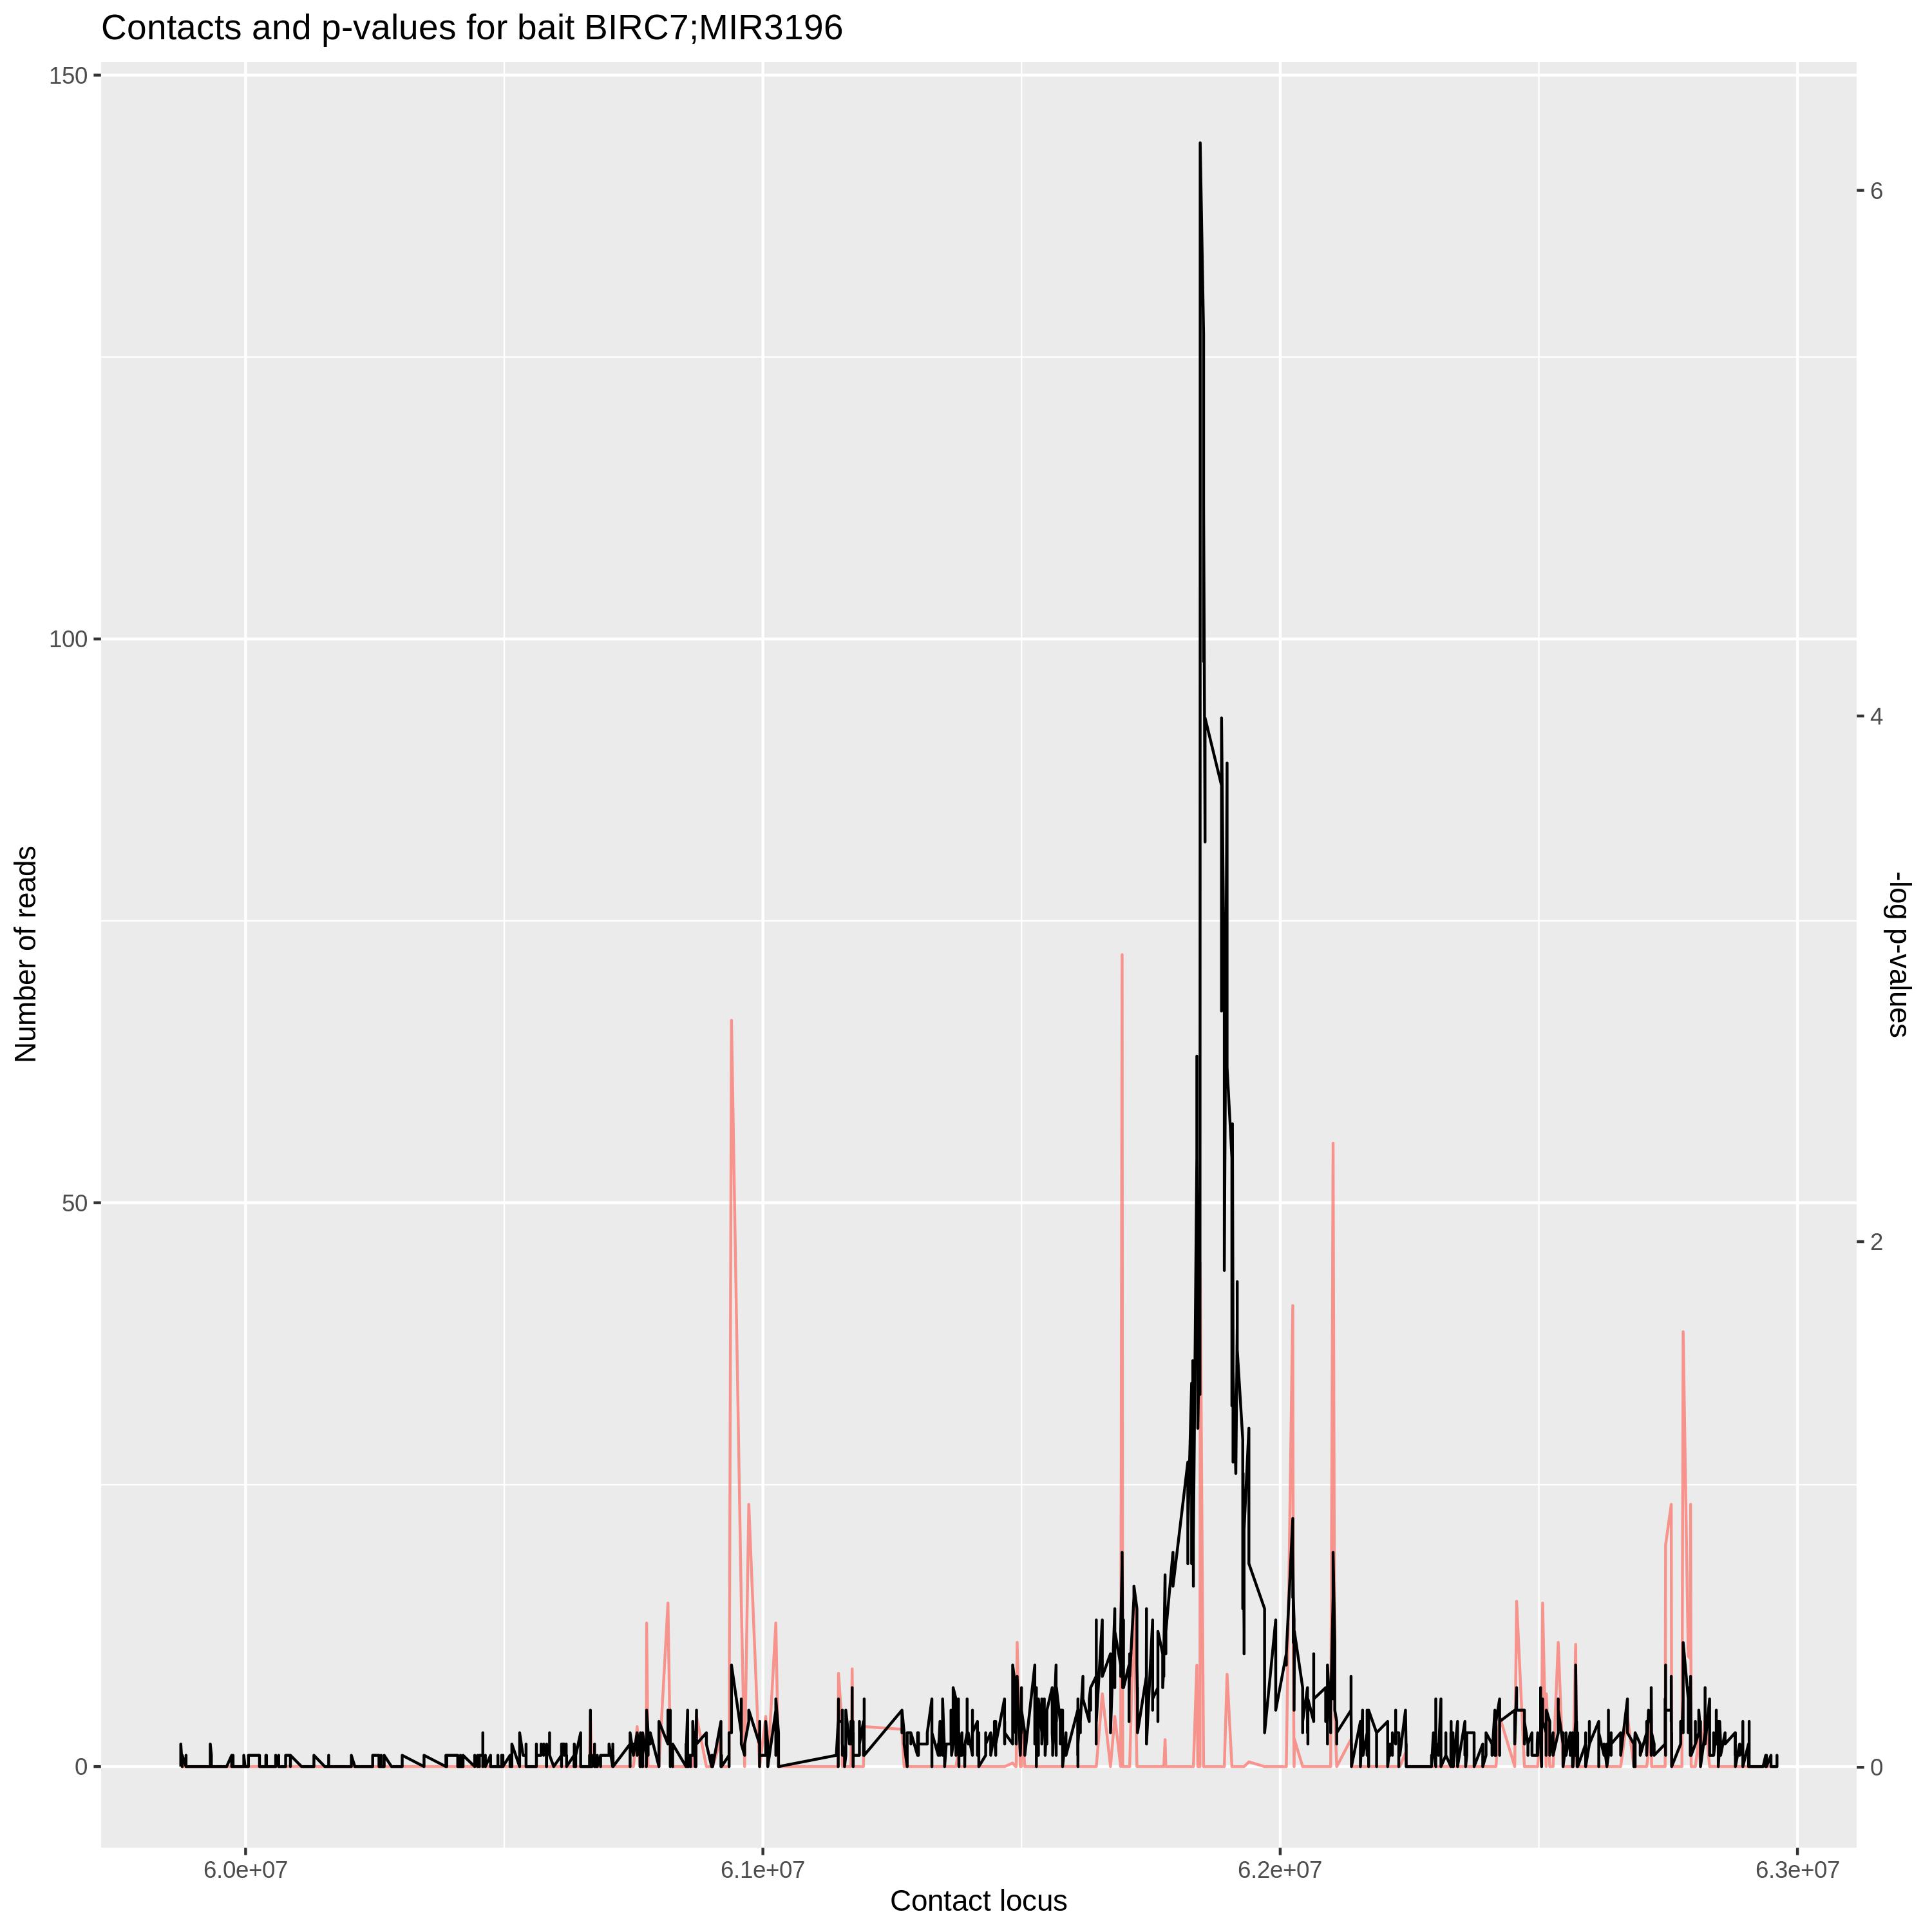 Contacts and p-values for bait BIRC7;MIR3196
150
100
50
0
Number of reads
6
4
2
0
-log p-values
6.0e+07
6.1e+07
6.2e+07
6.3e+07
Contact locus